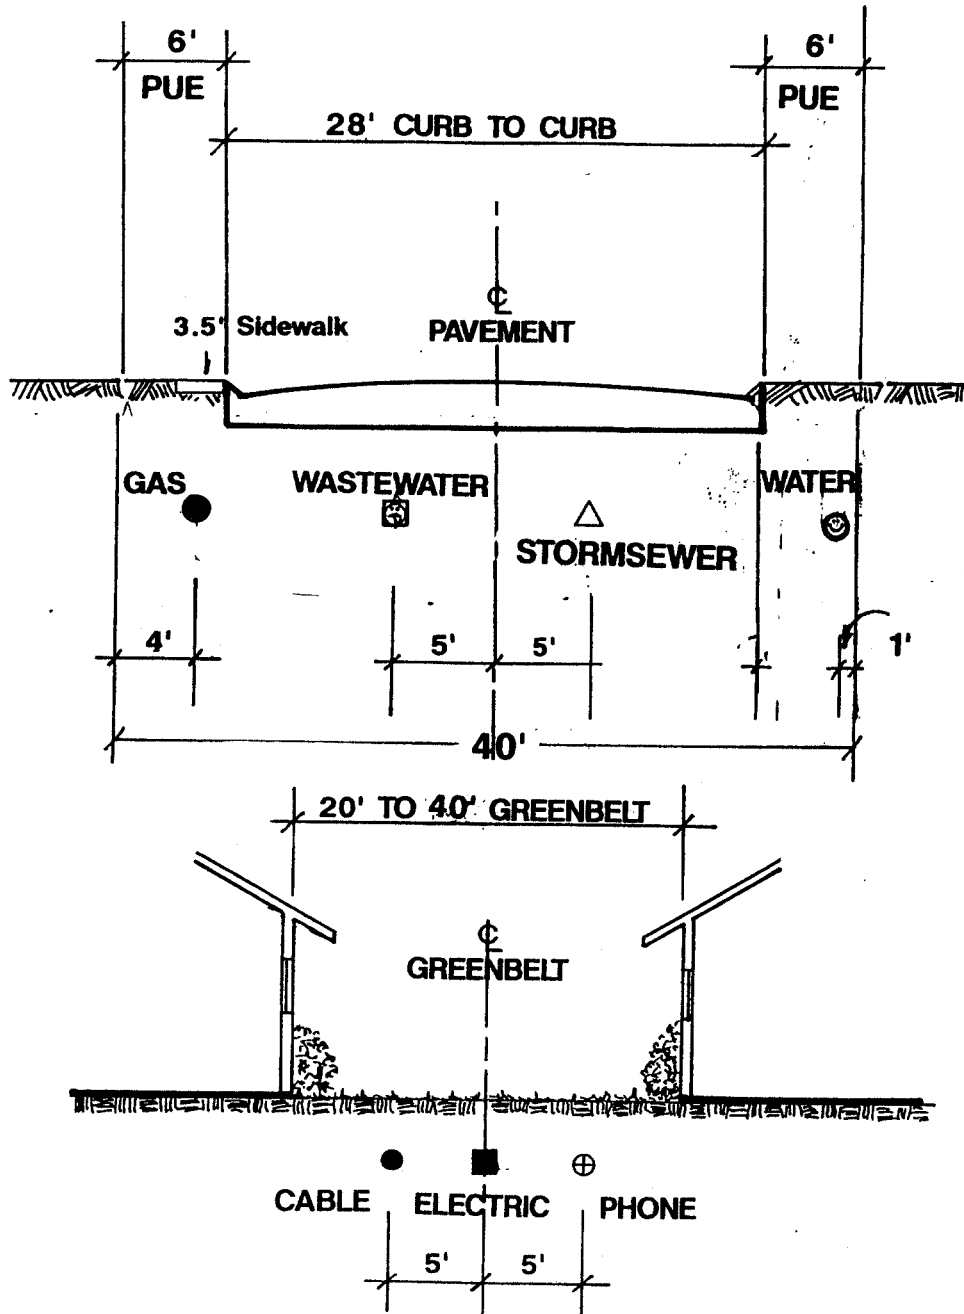 6' 6'
PUE PUE
28' CURB TO CURB
℄
3.5' Sidewalk PAVEMENT
GAS WASTEWATER WATER
STORMSEWER
4' 5' 5' 1'
40'
20' TO 40' GREENBELT
℄
GREENBELT
CABLE ELECTRIC PHONE
5' 5'